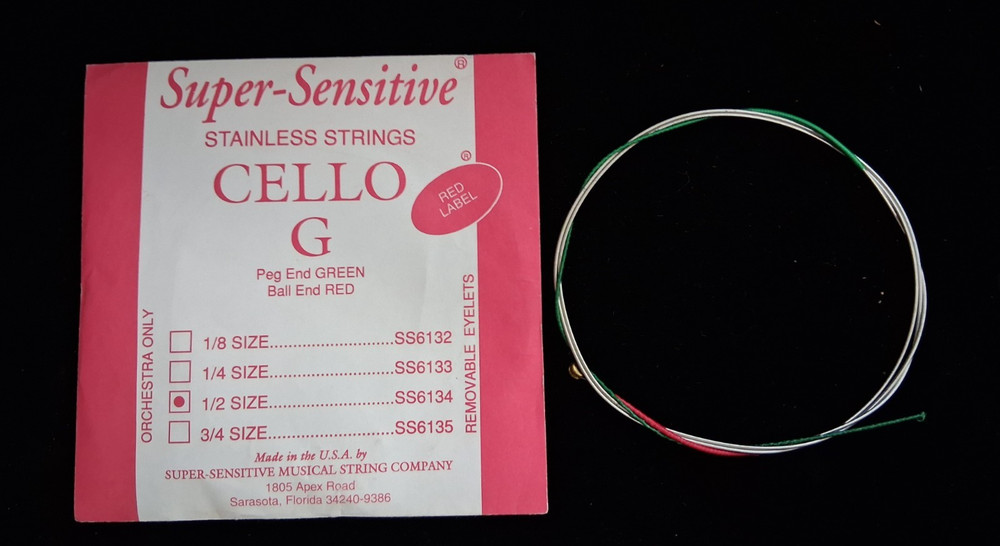 Super-Sensitive®
STAINLESS STRINGS
CELLO
®
RED
LABEL
G
Peg End GREEN
Ball End RED
ORCHESTRA ONLY
REMOVABLE EYELETS
1/8 SIZE...........................SS6132
1/4 SIZE...........................SS6133
1/2 SIZE...........................SS6134
3/4 SIZE...........................SS6135
Made in the U.S.A. by
SUPER-SENSITIVE MUSICAL STRING COMPANY
1805 Apex Road
Sarasota, Florida 34240-9386